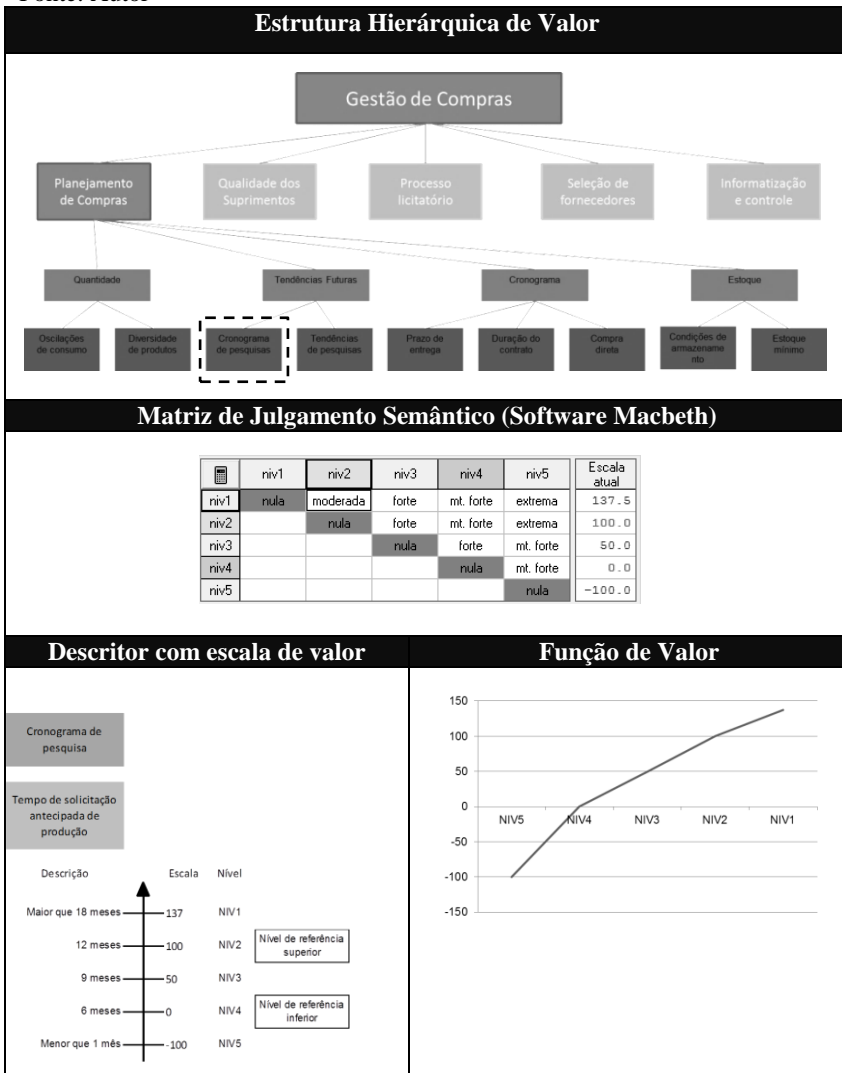 Fonte: Autor
Estrutura Hierárquica de Valor
Gestão de Compras
Planejamento
de Compras
Qualidade dos
Suprimentos
Processo
licitatório
Seleção de
fornecedores
Informatização
e controle
Quantidade
Tendências Futuras
Cronograma
Estoque
Oscilações
de consumo
Diversidade
de produtos
Cronograma
de pesquisas
Tendências
de pesquisas
Prazo de
entrega
Duração do
contrato
Compra
direta
Condições de
armazename
nto
Estoque
mínimo
Matriz de Julgamento Semântico (Software Macbeth)
niv1 niv2 niv3 niv4 niv5 Escala
atual
niv1 nula moderada forte mt. forte extrema 137.5
niv2 nula forte mt. forte extrema 100.0
niv3 nula forte mt. forte 50.0
niv4 nula mt. forte 0.0
niv5 nula -100.0
Descritor com escala de valor
Cronograma de
pesquisa
Tempo de solicitação
antecipada de
produção
Descrição Escala Nível
Maior que 18 meses 137 NIV1
12 meses 100 NIV2 Nível de referência
superior
9 meses 50 NIV3
6 meses 0 NIV4 Nível de referência
inferior
Menor que 1 mês -100 NIV5
Função de Valor
150
100
50
0
-50
-100
-150
NIV5 NIV4 NIV3 NIV2 NIV1